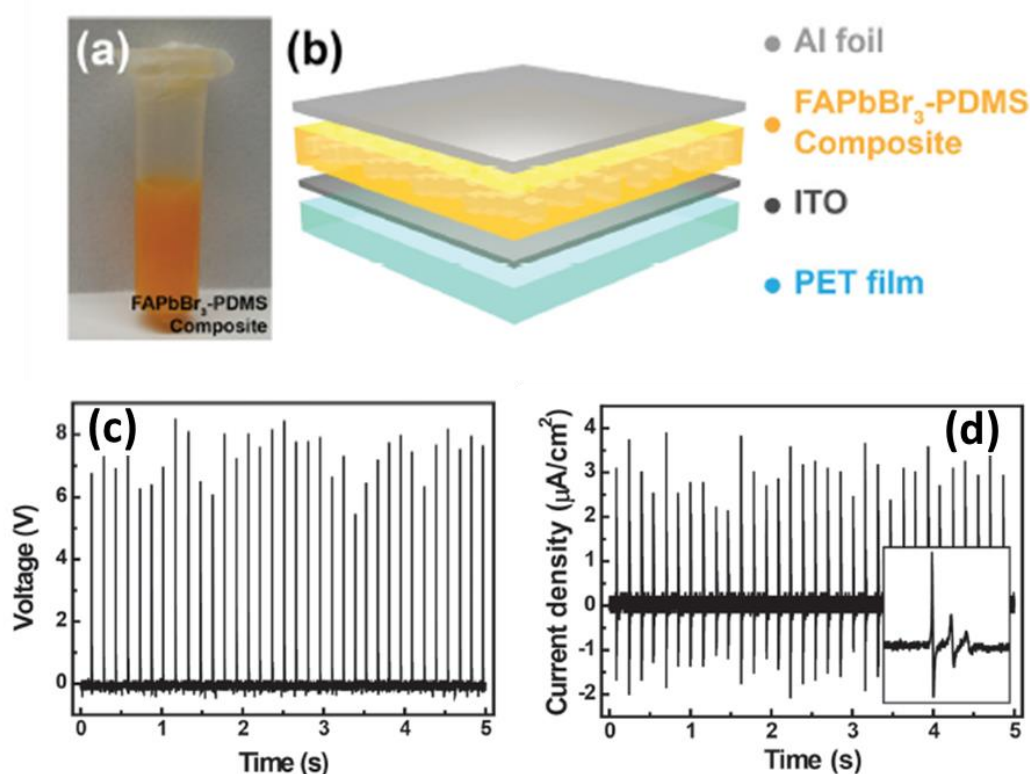 (a)
FAPbBr₃-PDMS
Composite
(b)
• Al foil
• FAPbBr₃-PDMS
Composite
• ITO
• PET film
(c)
Voltage (V)
8
6
4
2
0
0 1 2 3 4 5
Time (s)
(d)
Current density (μA/cm²)
4
3
2
1
0
-1
-2
0 1 2 3 4 5
Time (s)